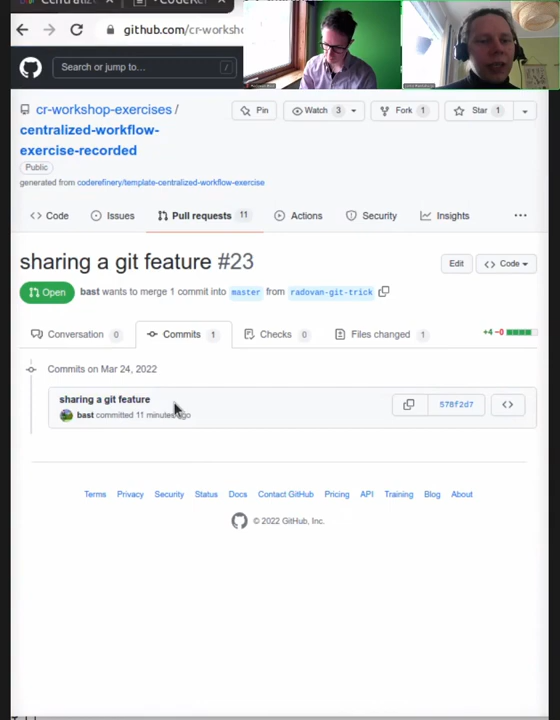 github.com/cr-worksho
Search or jump to...
/
cr-workshop-exercises /
centralized-workflow-
exercise-recorded
Public
Pin
Watch 3
Fork 1
Star 1
generated from coderefinery/template-centralized-workflow-exercise
Code
Issues
Pull requests 11
Actions
Security
Insights
sharing a git feature #23
Edit
Code
Open
bast wants to merge 1 commit into master from radovan-git-trick
Conversation 0
Commits 1
Checks 0
Files changed 1
+4 −0
Commits on Mar 24, 2022
sharing a git feature
bast committed 11 minutes ago
578f2d7
Terms Privacy Security Status Docs Contact GitHub Pricing API Training Blog About
© 2022 GitHub, Inc.